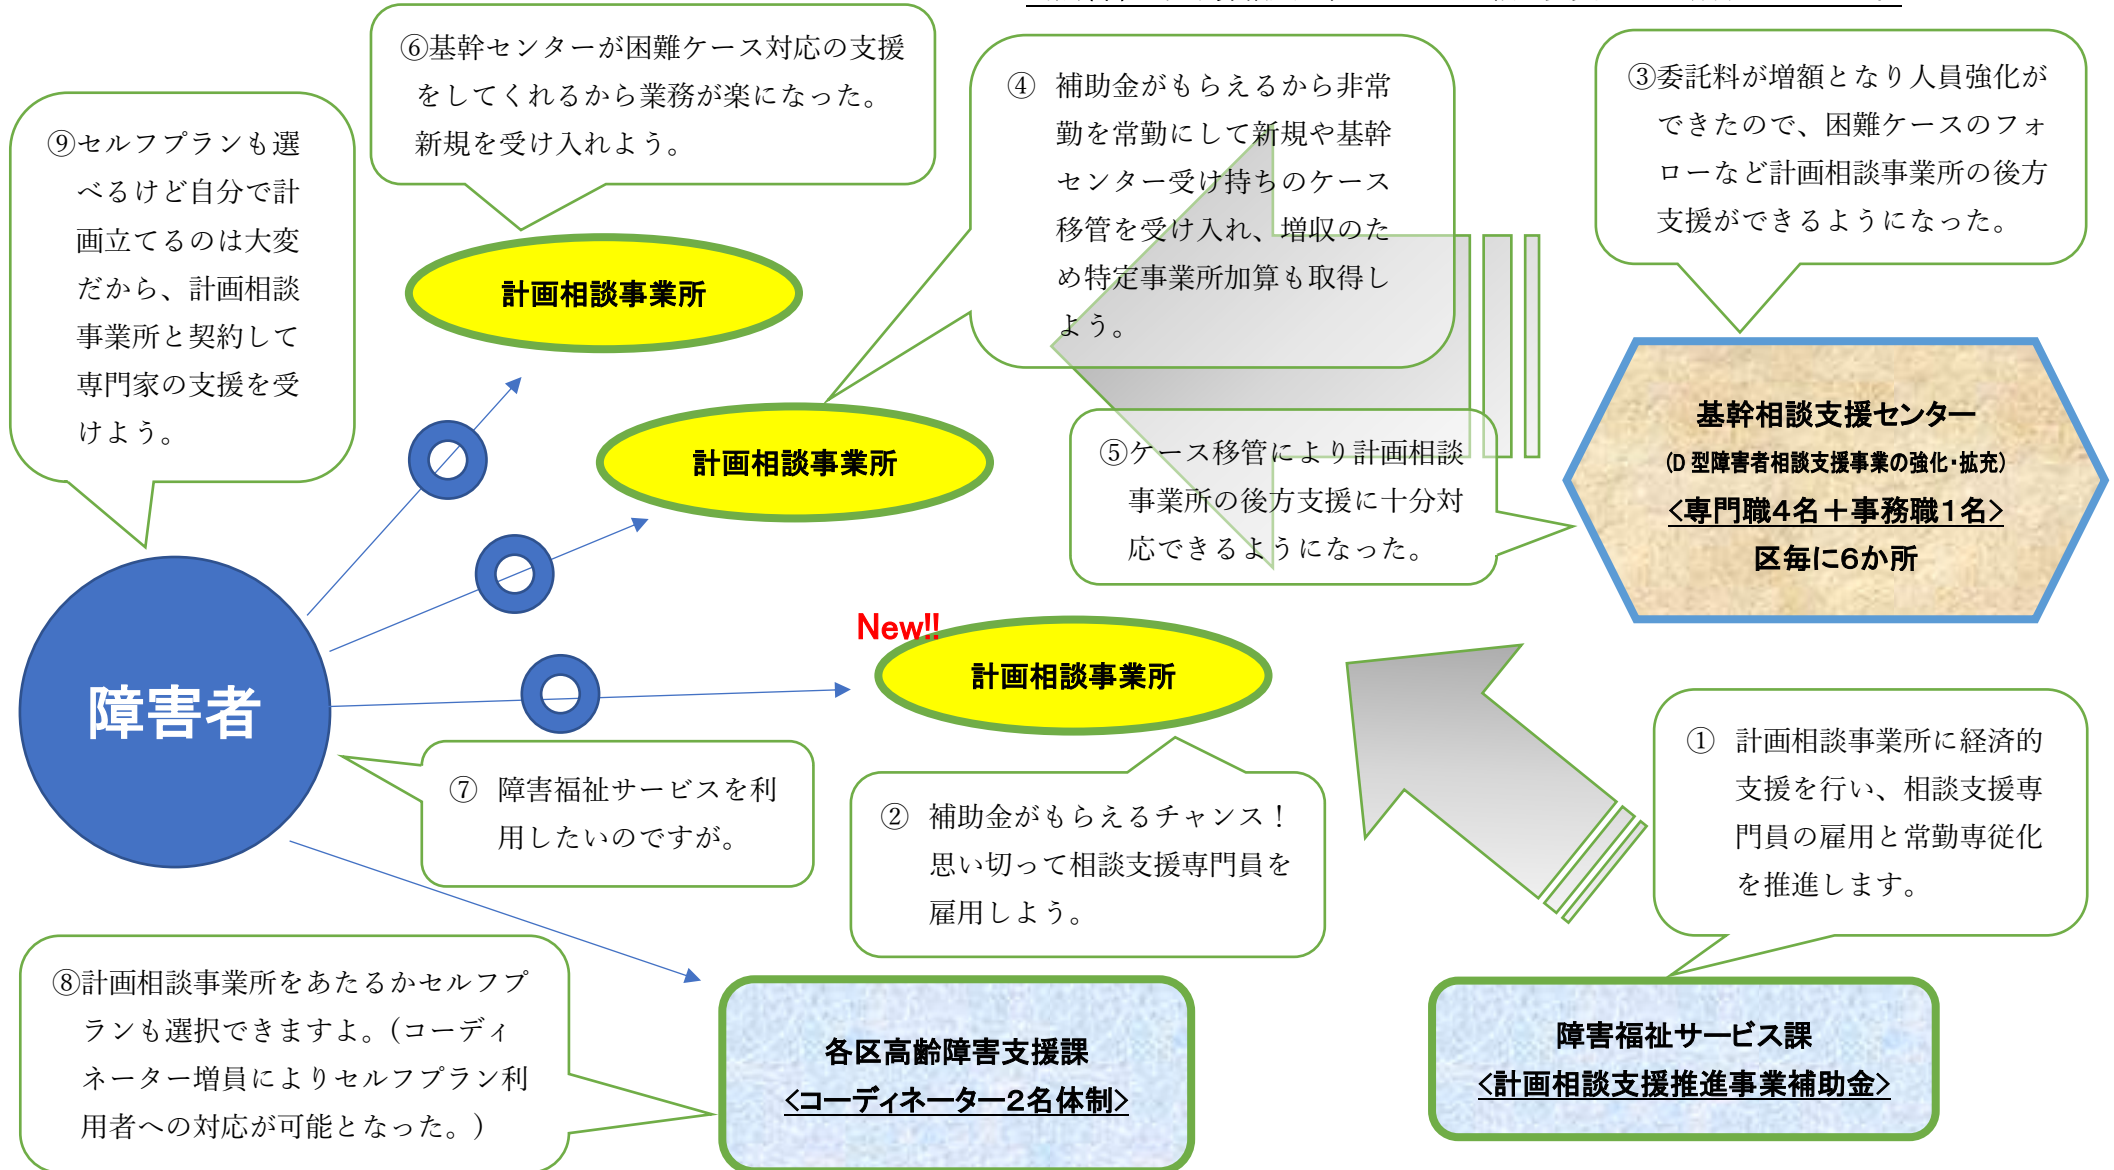 ⑥基幹センターが困難ケース対応の支援
をしてくれるから業務が楽になった。
新規を受け入れよう。
④ 補助金がもらえるから非常
勤を常勤にして新規や基幹
センター受け持ちのケース
移管を受け入れ、増収のた
め特定事業所加算も取得し
よう。
③委託料が増額となり人員強化が
できたので、困難ケースのフォ
ローなど計画相談事業所の後方
支援ができるようになった。
⑨セルフプランも選
べるけど自分で計
画立てるのは大変
だから、計画相談
事業所と契約して
専門家の支援を受
けよう。
計画相談事業所
計画相談事業所
⑤ケース移管により計画相談
事業所の後方支援に十分対
応できるようになった。
基幹相談支援センター
(D型障害者相談支援事業の強化・拡充)
<専門職4名+事務職1名>
区毎に6か所
New!!
計画相談事業所
障害者
⑦ 障害福祉サービスを利
用したいのですが。
② 補助金がもらえるチャンス!
思い切って相談支援専門員を
雇用しよう。
① 計画相談事業所に経済的
支援を行い、相談支援専
門員の雇用と常勤専従化
を推進します。
⑧計画相談事業所をあたるかセルフプ
ランも選択できますよ。(コーディ
ネーター増員によりセルフプラン利
用者への対応が可能となった。)
各区高齢障害支援課
<コーディネーター2名体制>
障害福祉サービス課
<計画相談支援推進事業補助金>